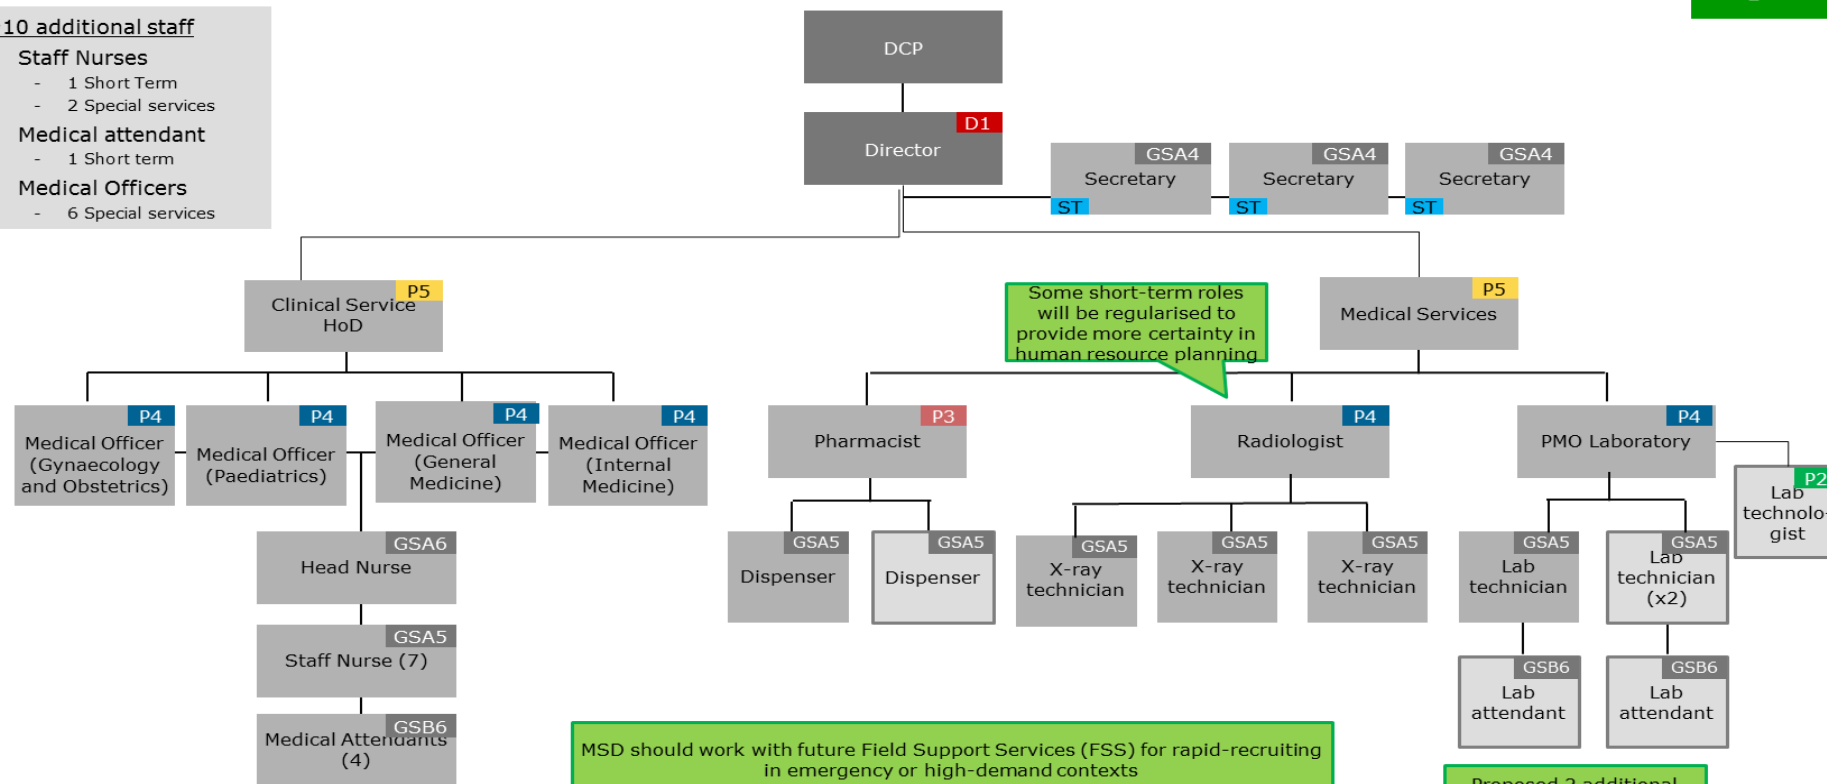 10 additional staff
Staff Nurses
- 1 Short Term
- 2 Special services
Medical attendant
- 1 Short term
Medical Officers
- 6 Special services
DCP
D1
Director
GSA4
Secretary
ST
GSA4
Secretary
ST
GSA4
Secretary
ST
P5
Clinical Service
HoD
Some short-term roles
will be regularised to
provide more certainty in
human resource planning
P5
Medical Services
P4
Medical Officer
(Gynaecology
and Obstetrics)
P4
Medical Officer
(Paediatrics)
P4
Medical Officer
(General
Medicine)
P4
Medical Officer
(Internal
Medicine)
P3
Pharmacist
P4
Radiologist
P4
PMO Laboratory
P2
Lab
technolo-
gist
GSA6
Head Nurse
GSA5
Staff Nurse (7)
GSB6
Medical Attendants
(4)
GSA5
Dispenser
GSA5
Dispenser
GSA5
X-ray
technician
GSA5
X-ray
technician
GSA5
X-ray
technician
GSA5
Lab
technician
GSA5
Lab
technician
(x2)
GSB6
Lab
attendant
GSB6
Lab
attendant
MSD should work with future Field Support Services (FSS) for rapid-recruiting
in emergency or high-demand contexts
Proposed 2 additional